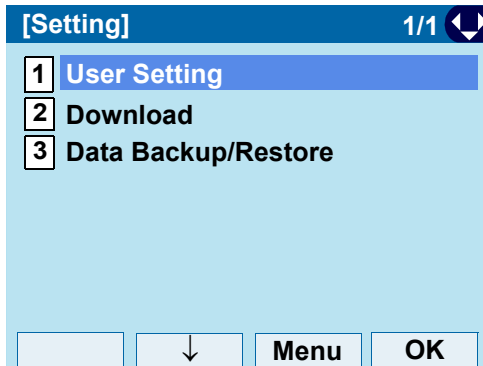 [Setting] 1/1
1 User Setting
2 Download
3 Data Backup/Restore
↓ Menu OK